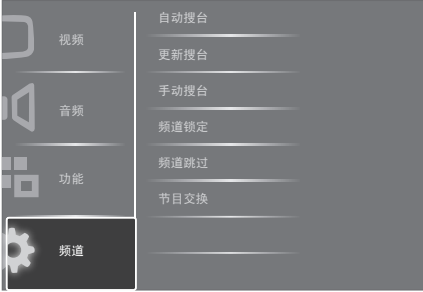 视频
音频
功能
频道
自动搜台
更新搜台
手动搜台
频道锁定
频道跳过
节目交换